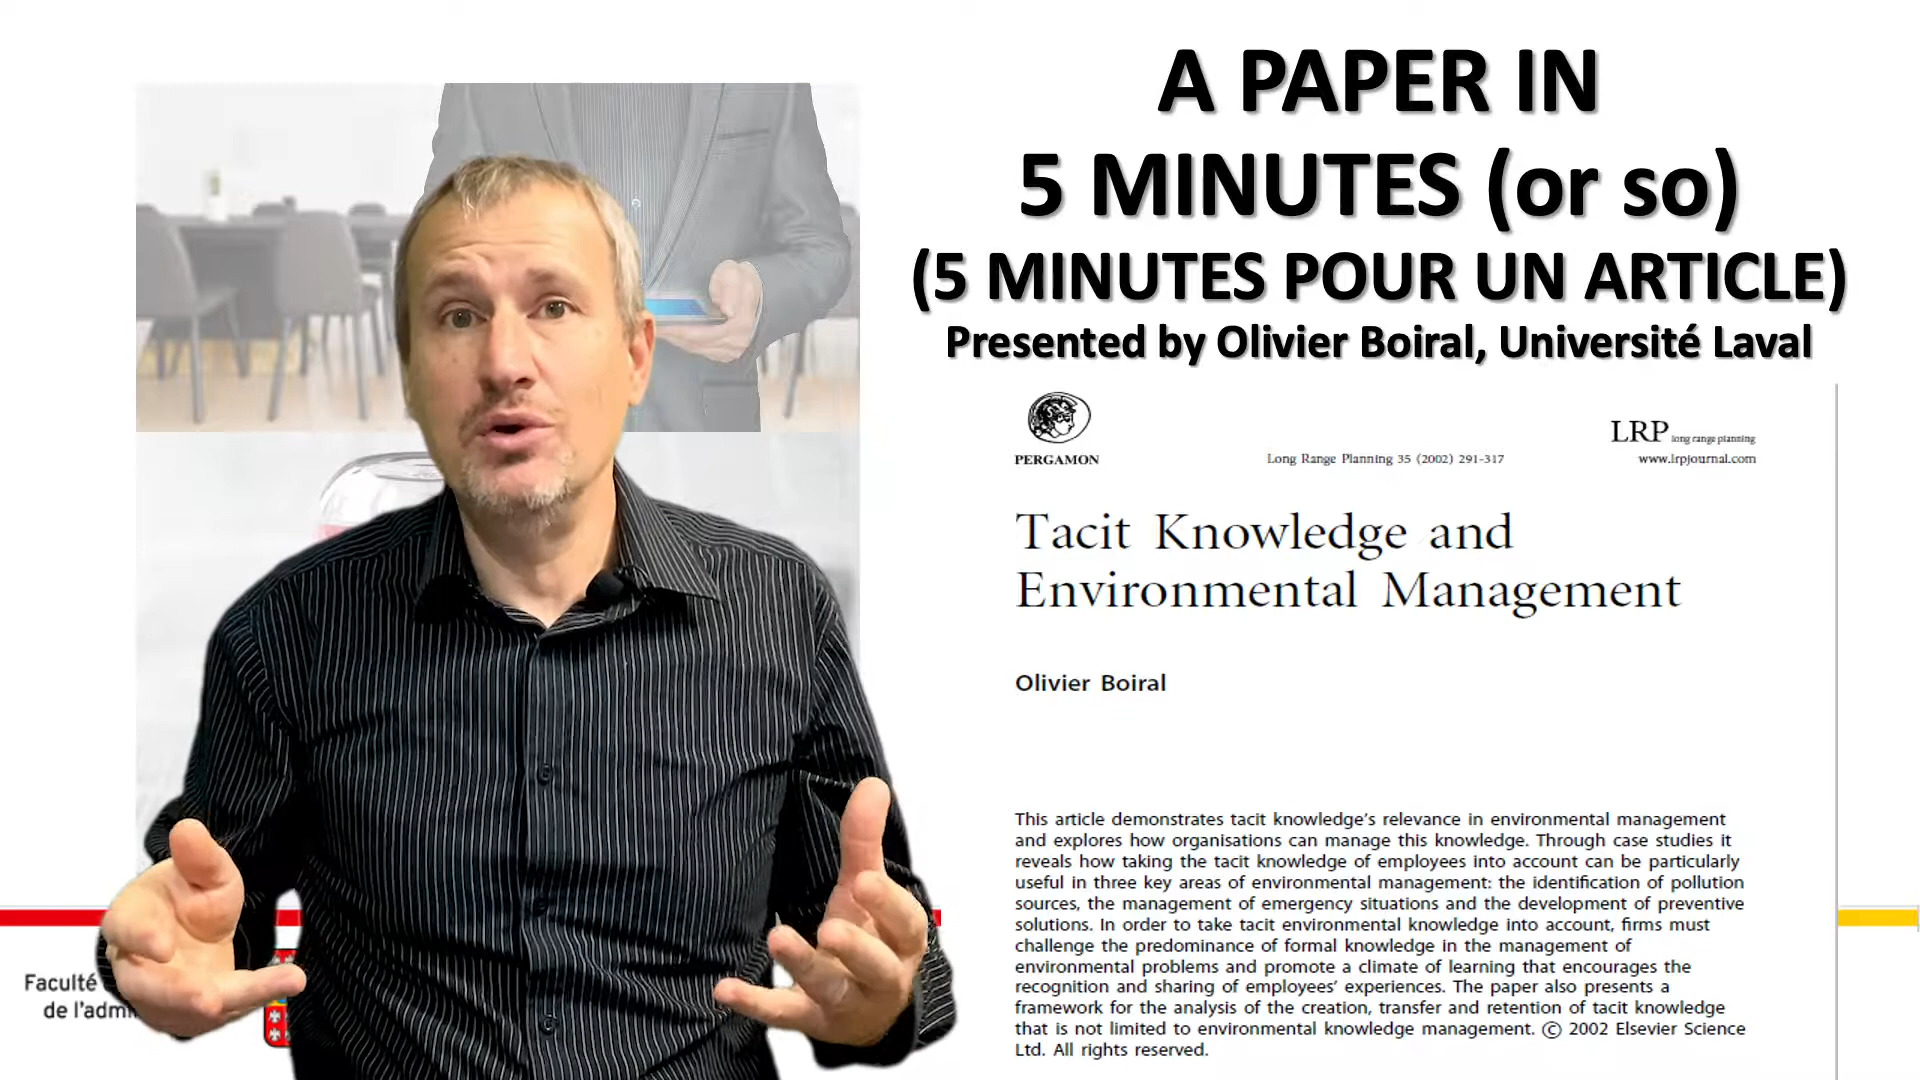 A PAPER IN
5 MINUTES (or so)
(5 MINUTES POUR UN ARTICLE)
Presented by Olivier Boiral, Université Laval
PERGAMON
Long Range Planning 35 (2002) 291-317
LRP long range planning
www.lrpjournal.com
Tacit Knowledge and
Environmental Management
Olivier Boiral
This article demonstrates tacit knowledge's relevance in environmental management
and explores how organisations can manage this knowledge. Through case studies it
reveals how taking the tacit knowledge of employees into account can be particularly
useful in three key areas of environmental management: the identification of pollution
sources, the management of emergency situations and the development of preventive
solutions. In order to take tacit environmental knowledge into account, firms must
challenge the predominance of formal knowledge in the management of
environmental problems and promote a climate of learning that encourages the
recognition and sharing of employees' experiences. The paper also presents a
framework for the analysis of the creation, transfer and retention of tacit knowledge
that is not limited to environmental knowledge management. © 2002 Elsevier Science
Ltd. All rights reserved.
Faculté
de l'admi